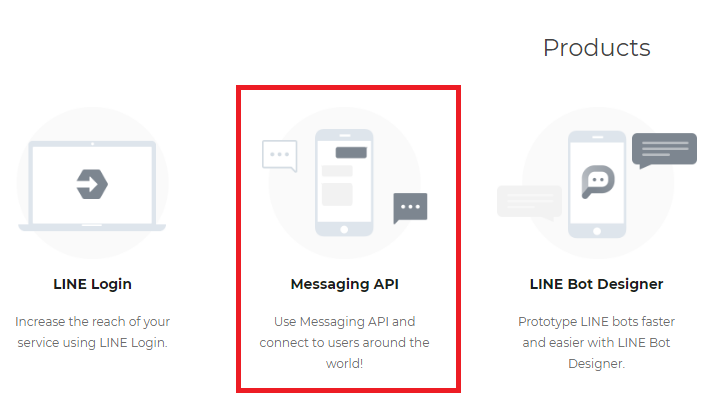 Products
LINE Login
Increase the reach of your
service using LINE Login.
Messaging API
Use Messaging API and
connect to users around the
world!
LINE Bot Designer
Prototype LINE bots faster
and easier with LINE Bot
Designer.